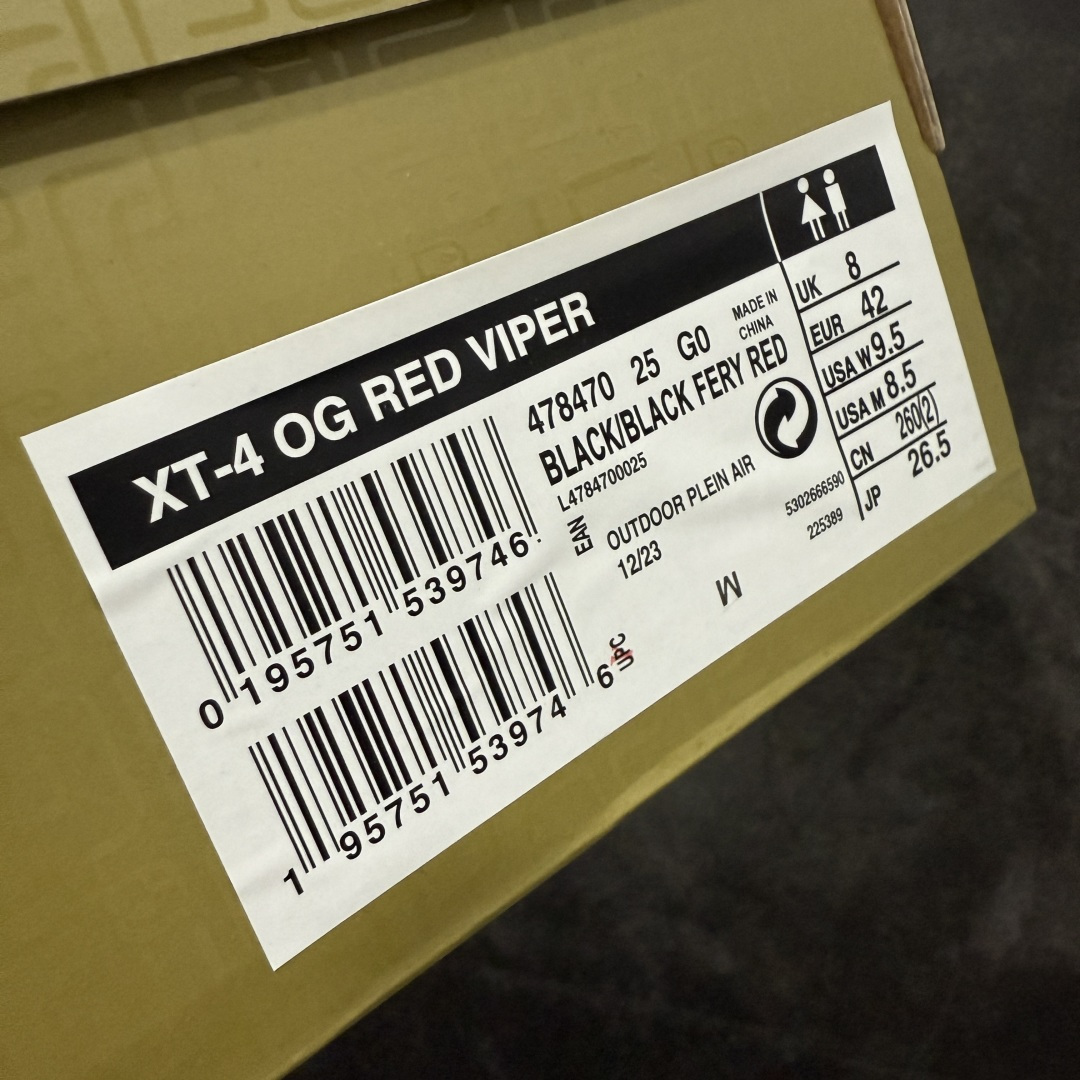 XT-4 OG RED VIPER
478470 25 G0
MADE IN
CHINA
BLACK/BLACK FERY RED
L4784700025
EAN
OUTDOOR PLEIN AIR
12/23
5302666590
225389
M
0 195751 539746
1 95751 53974 6
UPC
UK 8
EUR 42
USA W 9.5
USA M 8.5
CN 260(2)
JP 26.5